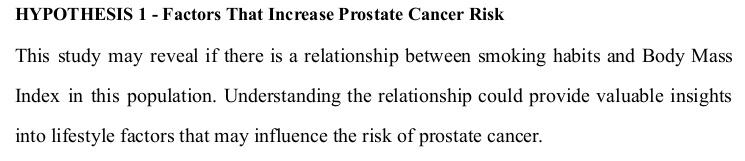 HYPOTHESIS 1 - Factors That Increase Prostate Cancer Risk
This study may reveal if there is a relationship between smoking habits and Body Mass
Index in this population. Understanding the relationship could provide valuable insights
into lifestyle factors that may influence the risk of prostate cancer.